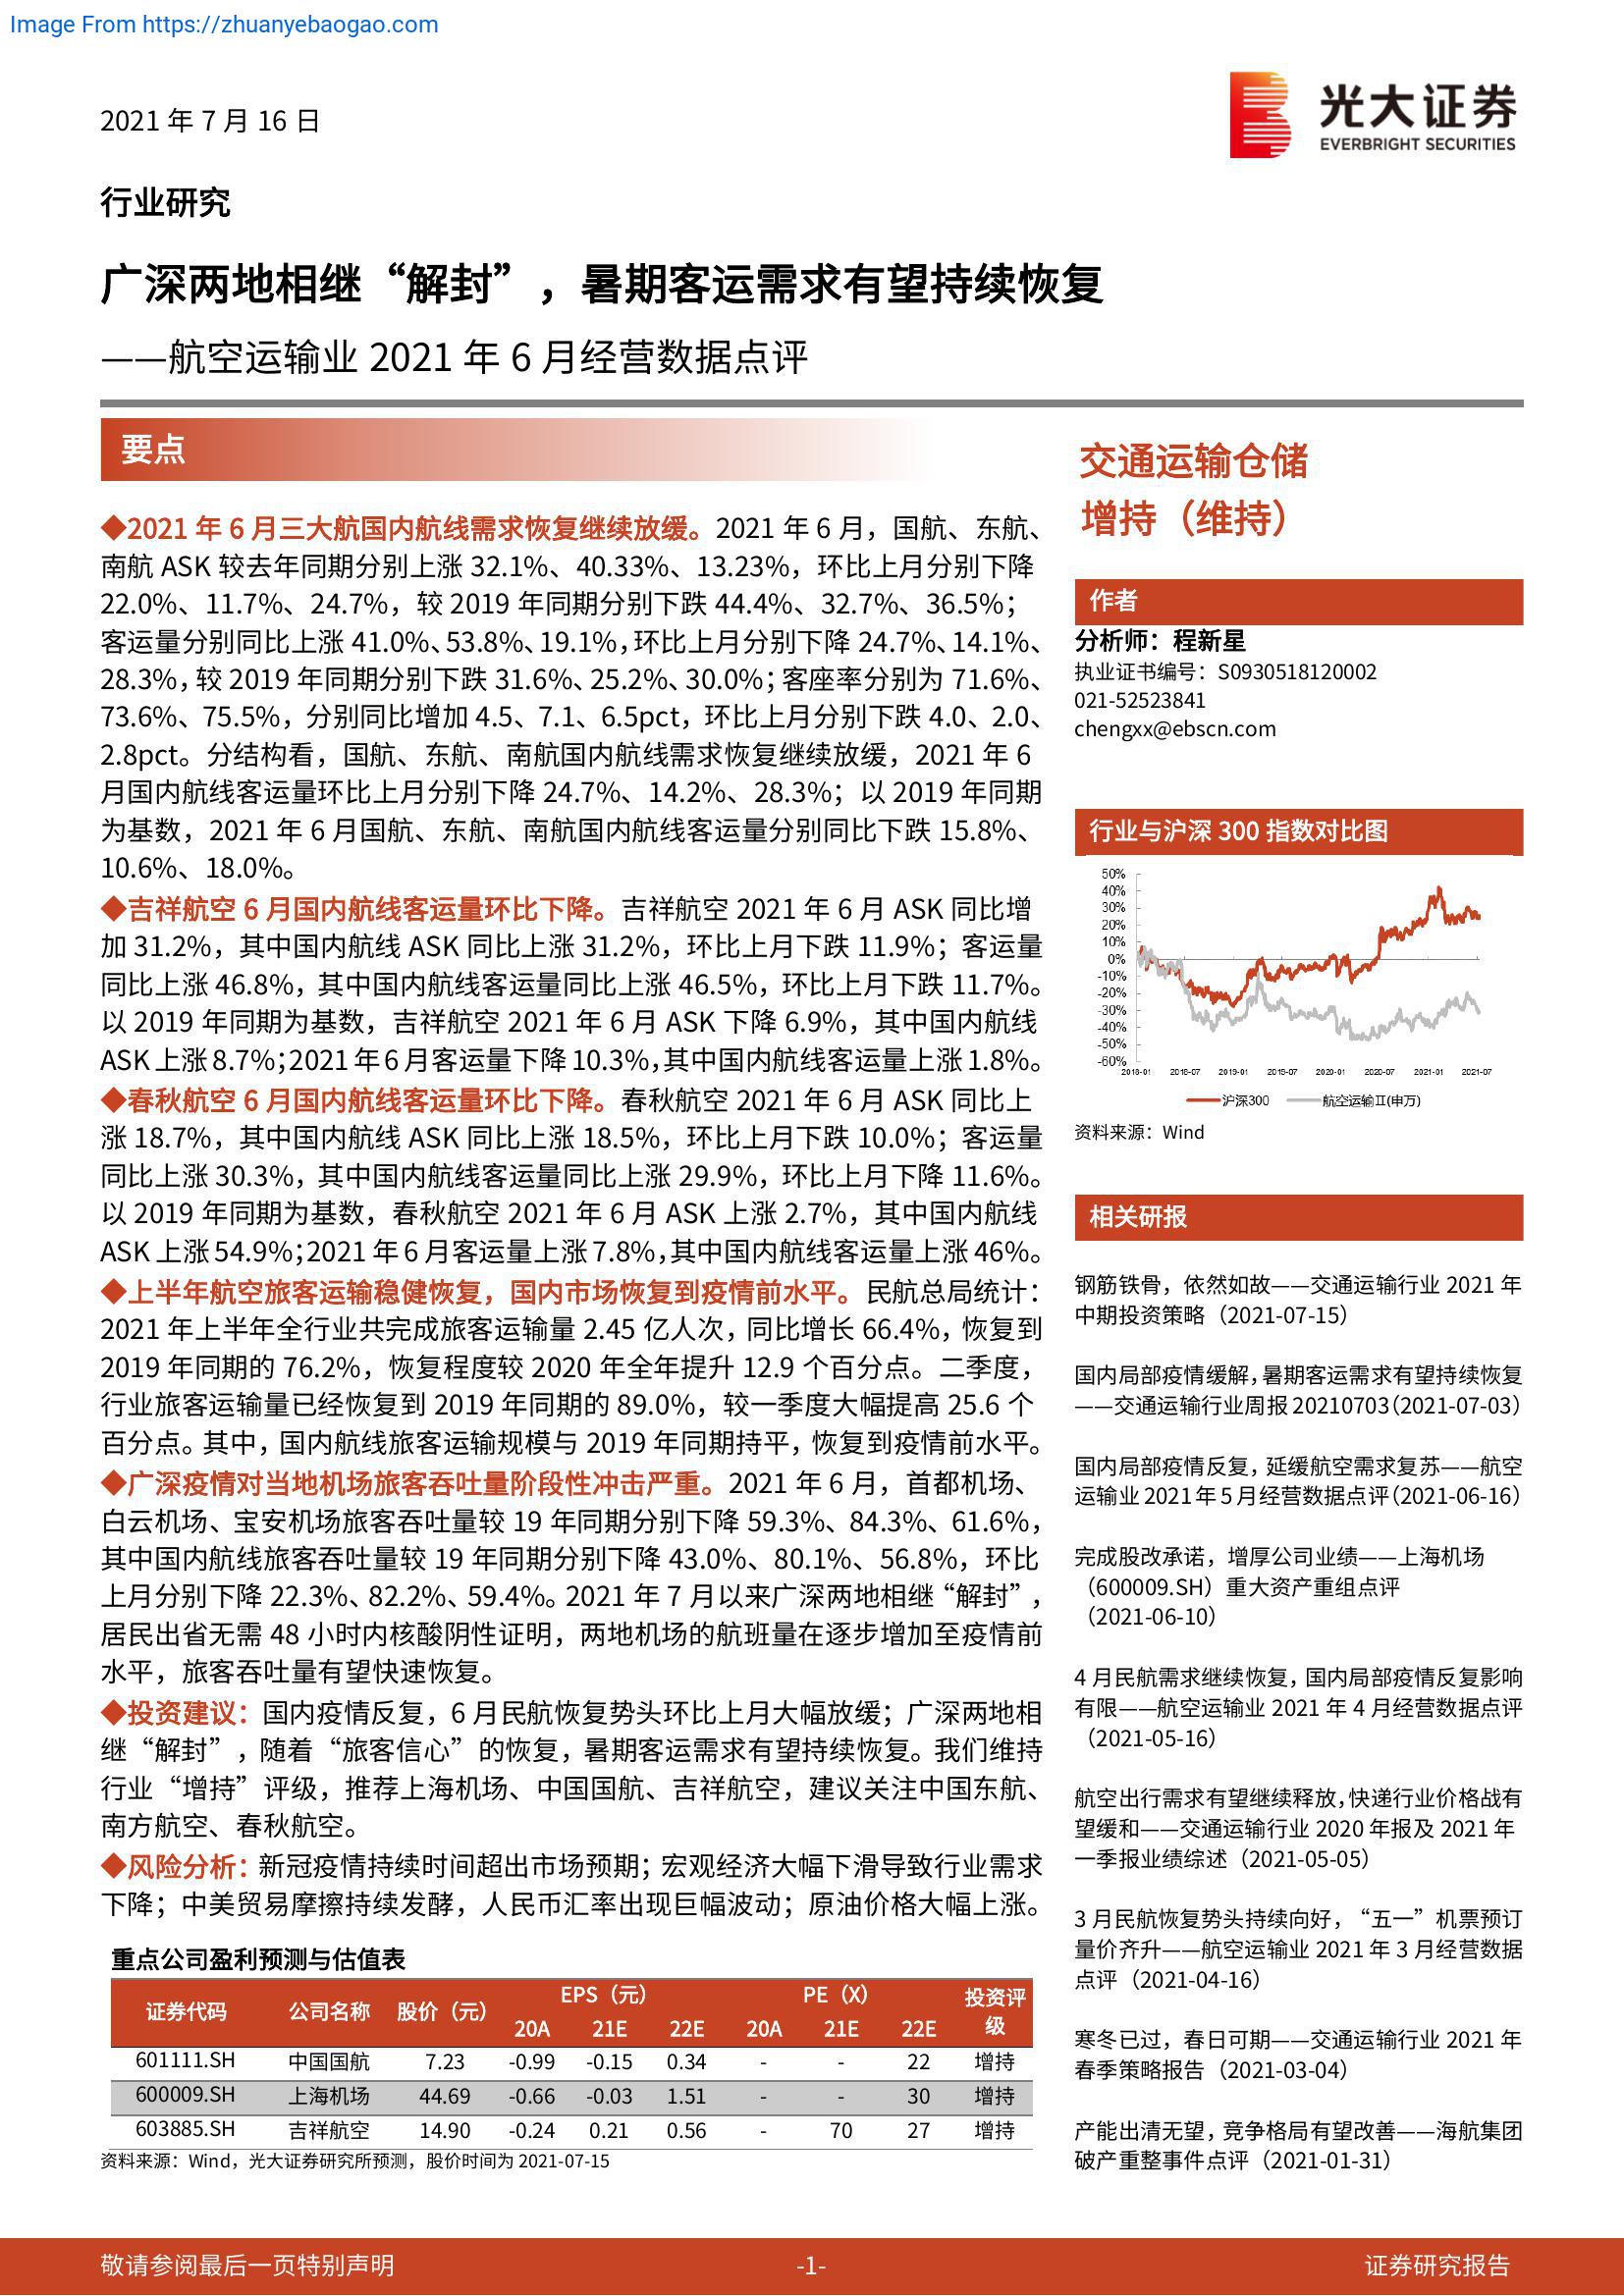 Image From https://zhuanyebaogao.com
2021 年 7 月 16 日
光大证券
EVERBRIGHT SECURITIES
行业研究
广深两地相继“解封”，暑期客运需求有望持续恢复
——航空运输业 2021 年 6 月经营数据点评
要点
◆2021 年 6 月三大航国内航线需求恢复继续放缓。2021 年 6 月，国航、东航、
南航 ASK 较去年同期分别上涨 32.1%、40.33%、13.23%，环比上月分别下降
22.0%、11.7%、24.7%，较 2019 年同期分别下跌 44.4%、32.7%、36.5%；
客运量分别同比上涨 41.0%、53.8%、19.1%，环比上月分别下降 24.7%、14.1%、
28.3%，较 2019 年同期分别下跌 31.6%、25.2%、30.0%；客座率分别为 71.6%、
73.6%、75.5%，分别同比增加 4.5、7.1、6.5pct，环比上月分别下跌 4.0、2.0、
2.8pct。分结构看，国航、东航、南航国内航线需求恢复继续放缓，2021 年 6
月国内航线客运量环比上月分别下降 24.7%、14.2%、28.3%；以 2019 年同期
为基数，2021 年 6 月国航、东航、南航国内航线客运量分别同比下跌 15.8%、
10.6%、18.0%。
◆吉祥航空 6 月国内航线客运量环比下降。吉祥航空 2021 年 6 月 ASK 同比增
加 31.2%，其中国内航线 ASK 同比上涨 31.2%，环比上月下跌 11.9%；客运量
同比上涨 46.8%，其中国内航线客运量同比上涨 46.5%，环比上月下跌 11.7%。
以 2019 年同期为基数，吉祥航空 2021 年 6 月 ASK 下降 6.9%，其中国内航线
ASK 上涨 8.7%；2021 年 6 月客运量下降 10.3%，其中国内航线客运量上涨 1.8%。
◆春秋航空 6 月国内航线客运量环比下降。春秋航空 2021 年 6 月 ASK 同比上
涨 18.7%，其中国内航线 ASK 同比上涨 18.5%，环比上月下跌 10.0%；客运量
同比上涨 30.3%，其中国内航线客运量同比上涨 29.9%，环比上月下降 11.6%。
以 2019 年同期为基数，春秋航空 2021 年 6 月 ASK 上涨 2.7%，其中国内航线
ASK 上涨 54.9%；2021 年 6 月客运量上涨 7.8%，其中国内航线客运量上涨 46%。
◆上半年航空旅客运输稳健恢复，国内市场恢复到疫情前水平。民航总局统计：
2021 年上半年全行业共完成旅客运输量 2.45 亿人次，同比增长 66.4%，恢复到
2019 年同期的 76.2%，恢复程度较 2020 年全年提升 12.9 个百分点。二季度，
行业旅客运输量已经恢复到 2019 年同期的 89.0%，较一季度大幅提高 25.6 个
百分点。其中，国内航线旅客运输规模与 2019 年同期持平，恢复到疫情前水平。
◆广深疫情对当地机场旅客吞吐量阶段性冲击严重。2021 年 6 月，首都机场、
白云机场、宝安机场旅客吞吐量较 19 年同期分别下降 59.3%、84.3%、61.6%，
其中国内航线旅客吞吐量较 19 年同期分别下降 43.0%、80.1%、56.8%，环比
上月分别下降 22.3%、82.2%、59.4%。2021 年 7 月以来广深两地相继“解封”，
居民出省无需 48 小时内核酸阴性证明，两地机场的航班量在逐步增加至疫情前
水平，旅客吞吐量有望快速恢复。
◆投资建议：国内疫情反复，6 月民航恢复势头环比上月大幅放缓；广深两地相
继“解封”，随着“旅客信心”的恢复，暑期客运需求有望持续恢复。我们维持
行业“增持”评级，推荐上海机场、中国国航、吉祥航空，建议关注中国东航、
南方航空、春秋航空。
◆风险分析：新冠疫情持续时间超出市场预期；宏观经济大幅下滑导致行业需求
下降；中美贸易摩擦持续发酵，人民币汇率出现巨幅波动；原油价格大幅上涨。
重点公司盈利预测与估值表
证券代码 公司名称 股价（元） EPS（元） PE（X） 投资评级
20A 21E 22E 20A 21E 22E
601111.SH 中国国航 7.23 -0.99 -0.15 0.34 - - 22 增持
600009.SH 上海机场 44.69 -0.66 -0.03 1.51 - - 30 增持
603885.SH 吉祥航空 14.90 -0.24 0.21 0.56 - 70 27 增持
资料来源：Wind，光大证券研究所预测，股价时间为 2021-07-15
交通运输仓储
增持（维持）
作者
分析师：程新星
执业证书编号：S0930518120002
021-52523841
chengxx@ebscn.com
行业与沪深 300 指数对比图
50%
40%
30%
20%
10%
0%
-10%
-20%
-30%
-40%
-50%
-60%
2018-01 2018-07 2019-01 2019-07 2020-01 2020-07 2021-01 2021-07
沪深300 航空运输Ⅱ(申万)
资料来源：Wind
相关研报
钢筋铁骨，依然如故——交通运输行业 2021 年
中期投资策略（2021-07-15）
国内局部疫情缓解，暑期客运需求有望持续恢复
——交通运输行业周报 20210703（2021-07-03）
国内局部疫情反复，延缓航空需求复苏——航空
运输业 2021 年 5 月经营数据点评（2021-06-16）
完成股改承诺，增厚公司业绩——上海机场
（600009.SH）重大资产重组点评
（2021-06-10）
4 月民航需求继续恢复，国内局部疫情反复影响
有限——航空运输业 2021 年 4 月经营数据点评
（2021-05-16）
航空出行需求有望继续释放，快递行业价格战有
望缓和——交通运输行业 2020 年报及 2021 年
一季报业绩综述（2021-05-05）
3 月民航恢复势头持续向好，“五一”机票预订
量价齐升——航空运输业 2021 年 3 月经营数据
点评（2021-04-16）
寒冬已过，春日可期——交通运输行业 2021 年
春季策略报告（2021-03-04）
产能出清无望，竞争格局有望改善——海航集团
破产重整事件点评（2021-01-31）
敬请参阅最后一页特别声明 -1- 证券研究报告